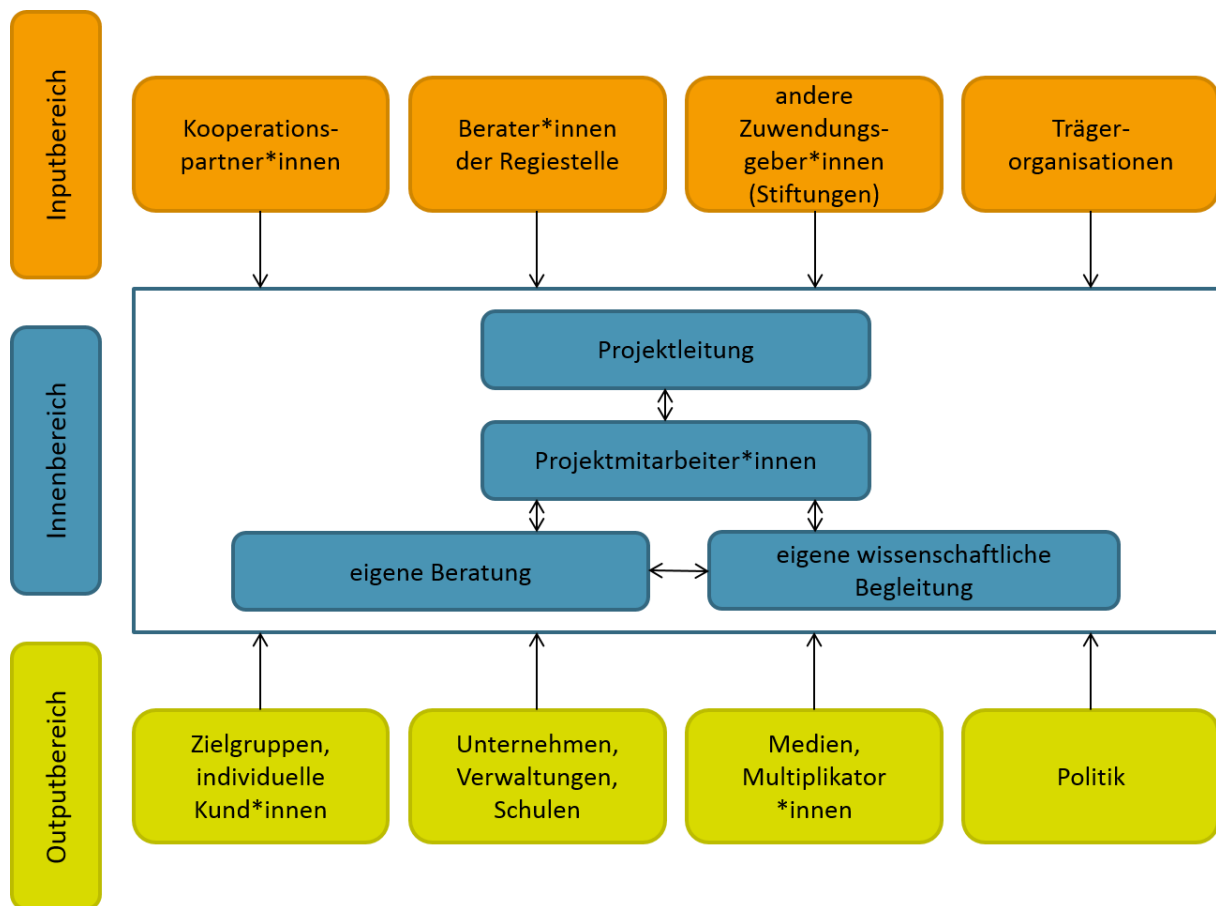 Inputbereich
Kooperations-
partner*innen
Berater*innen
der Regiestelle
andere
Zuwendungs-
geber*innen
(Stiftungen)
Träger-
organisationen
Innenbereich
Projektleitung
Projektmitarbeiter*innen
eigene Beratung
eigene wissenschaftliche
Begleitung
Outputbereich
Zielgruppen,
individuelle
Kund*innen
Unternehmen,
Verwaltungen,
Schulen
Medien,
Multiplikator
*innen
Politik